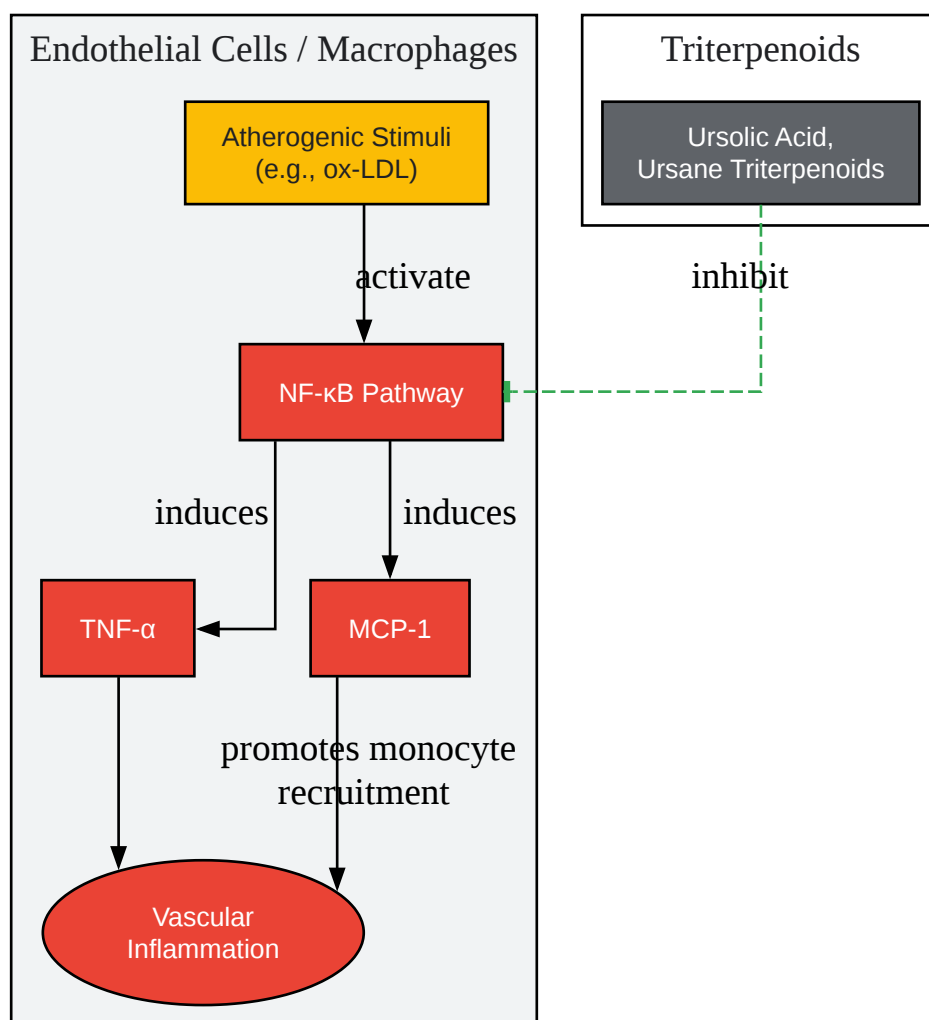 Endothelial Cells / Macrophages
Triterpenoids
Atherogenic Stimuli
(e.g., ox-LDL)
Ursolic Acid,
Ursane Triterpenoids
activate
inhibit
NF-κB Pathway
induces
induces
TNF-α
MCP-1
promotes monocyte
recruitment
Vascular
Inflammation